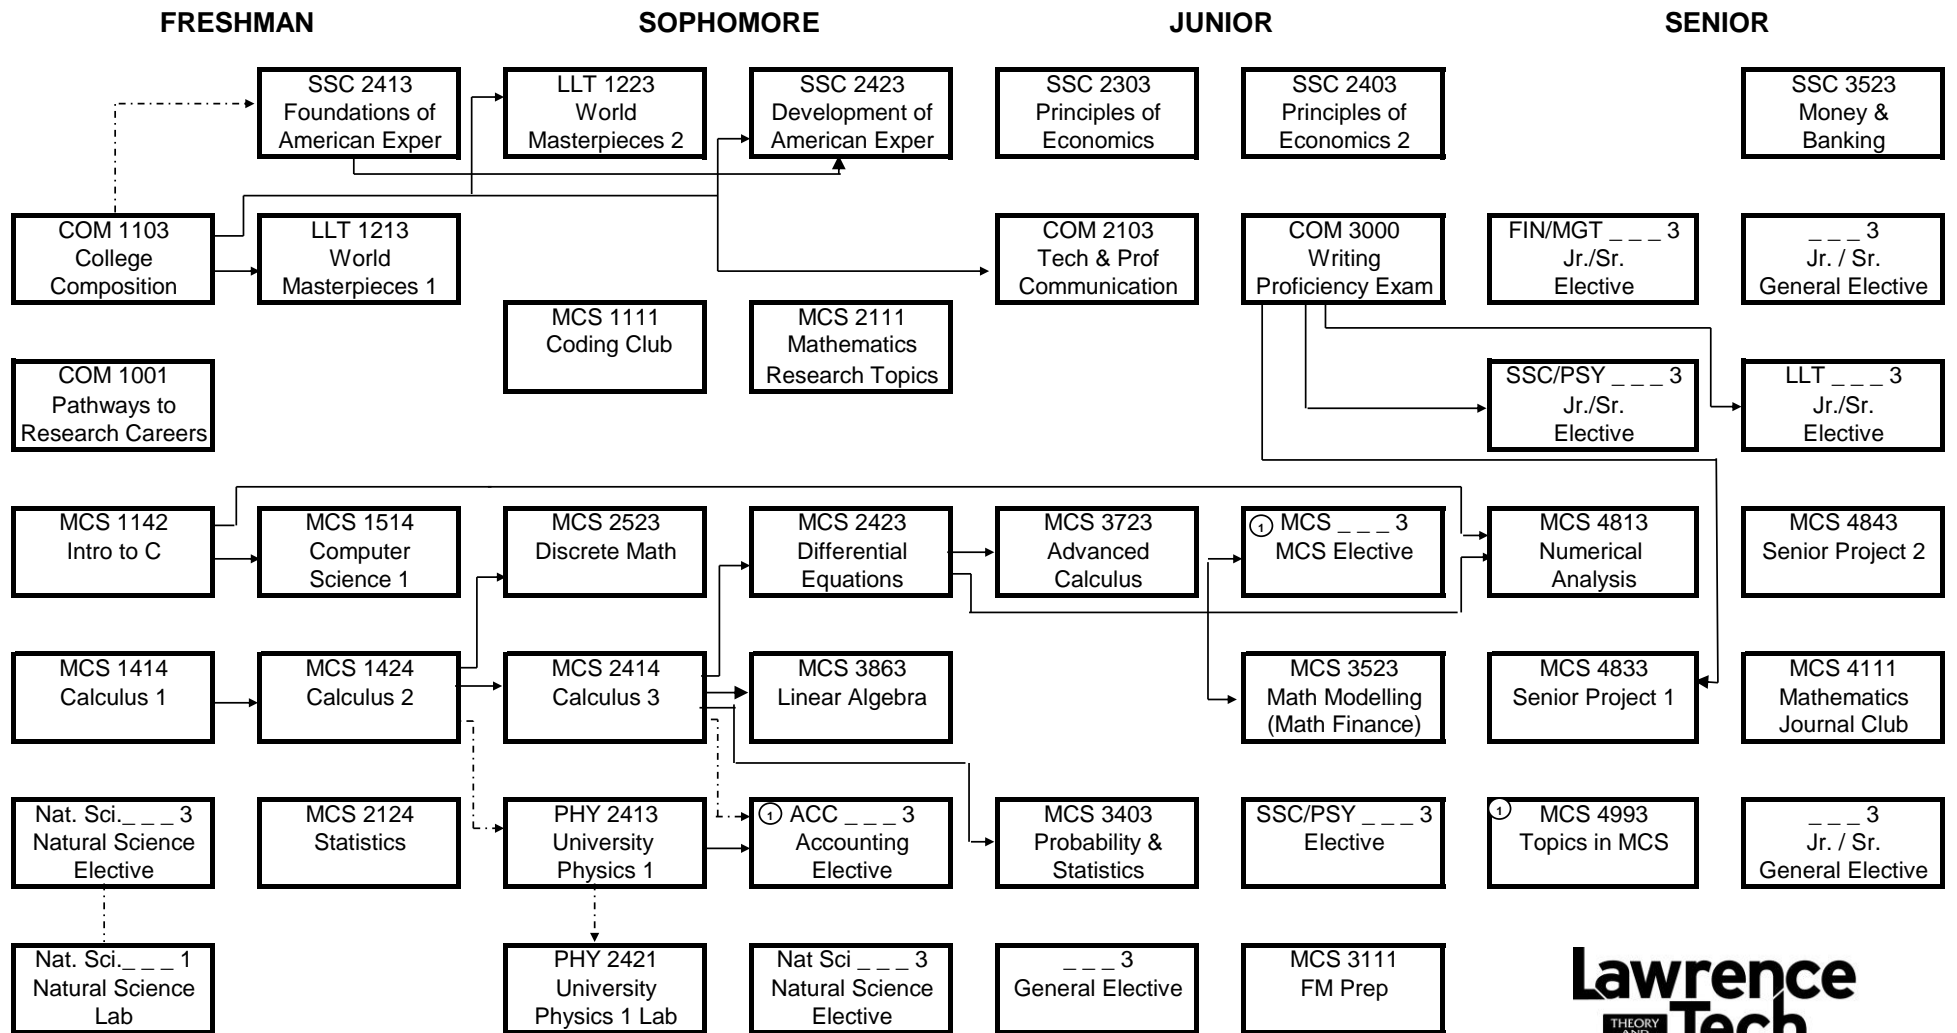 FRESHMAN SOPHOMORE JUNIOR SENIOR
SSC 2413
Foundations of
American Exper
LLT 1223
World
Masterpieces 2
SSC 2423
Development of
American Exper
SSC 2303
Principles of
Economics
SSC 2403
Principles of
Economics 2
SSC 3523
Money &
Banking
COM 1103
College
Composition
LLT 1213
World
Masterpieces 1
COM 2103
Tech & Prof
Communication
COM 3000
Writing
Proficiency Exam
FIN/MGT _ _ _ 3
Jr./Sr.
Elective
_ _ _ 3
Jr. / Sr.
General Elective
MCS 1111
Coding Club
MCS 2111
Mathematics
Research Topics
COM 1001
Pathways to
Research Careers
SSC/PSY _ _ _ 3
Jr./Sr.
Elective
LLT _ _ _ 3
Jr./Sr.
Elective
MCS 1142
Intro to C
MCS 1514
Computer
Science 1
MCS 2523
Discrete Math
MCS 2423
Differential
Equations
MCS 3723
Advanced
Calculus
1 MCS _ _ _ 3
MCS Elective
MCS 4813
Numerical
Analysis
MCS 4843
Senior Project 2
MCS 1414
Calculus 1
MCS 1424
Calculus 2
MCS 2414
Calculus 3
MCS 3863
Linear Algebra
MCS 3523
Math Modelling
(Math Finance)
MCS 4833
Senior Project 1
MCS 4111
Mathematics
Journal Club
Nat. Sci._ _ _ 3
Natural Science
Elective
MCS 2124
Statistics
PHY 2413
University
Physics 1
1 ACC _ _ _ 3
Accounting
Elective
MCS 3403
Probability &
Statistics
SSC/PSY _ _ _ 3
Elective
1 MCS 4993
Topics in MCS
_ _ _ 3
Jr. / Sr.
General Elective
Nat. Sci._ _ _ 1
Natural Science
Lab
PHY 2421
University
Physics 1 Lab
Nat Sci _ _ _ 3
Natural Science
Elective
_ _ _ 3
General Elective
MCS 3111
FM Prep
Lawrence
THEORY
AND
Tech